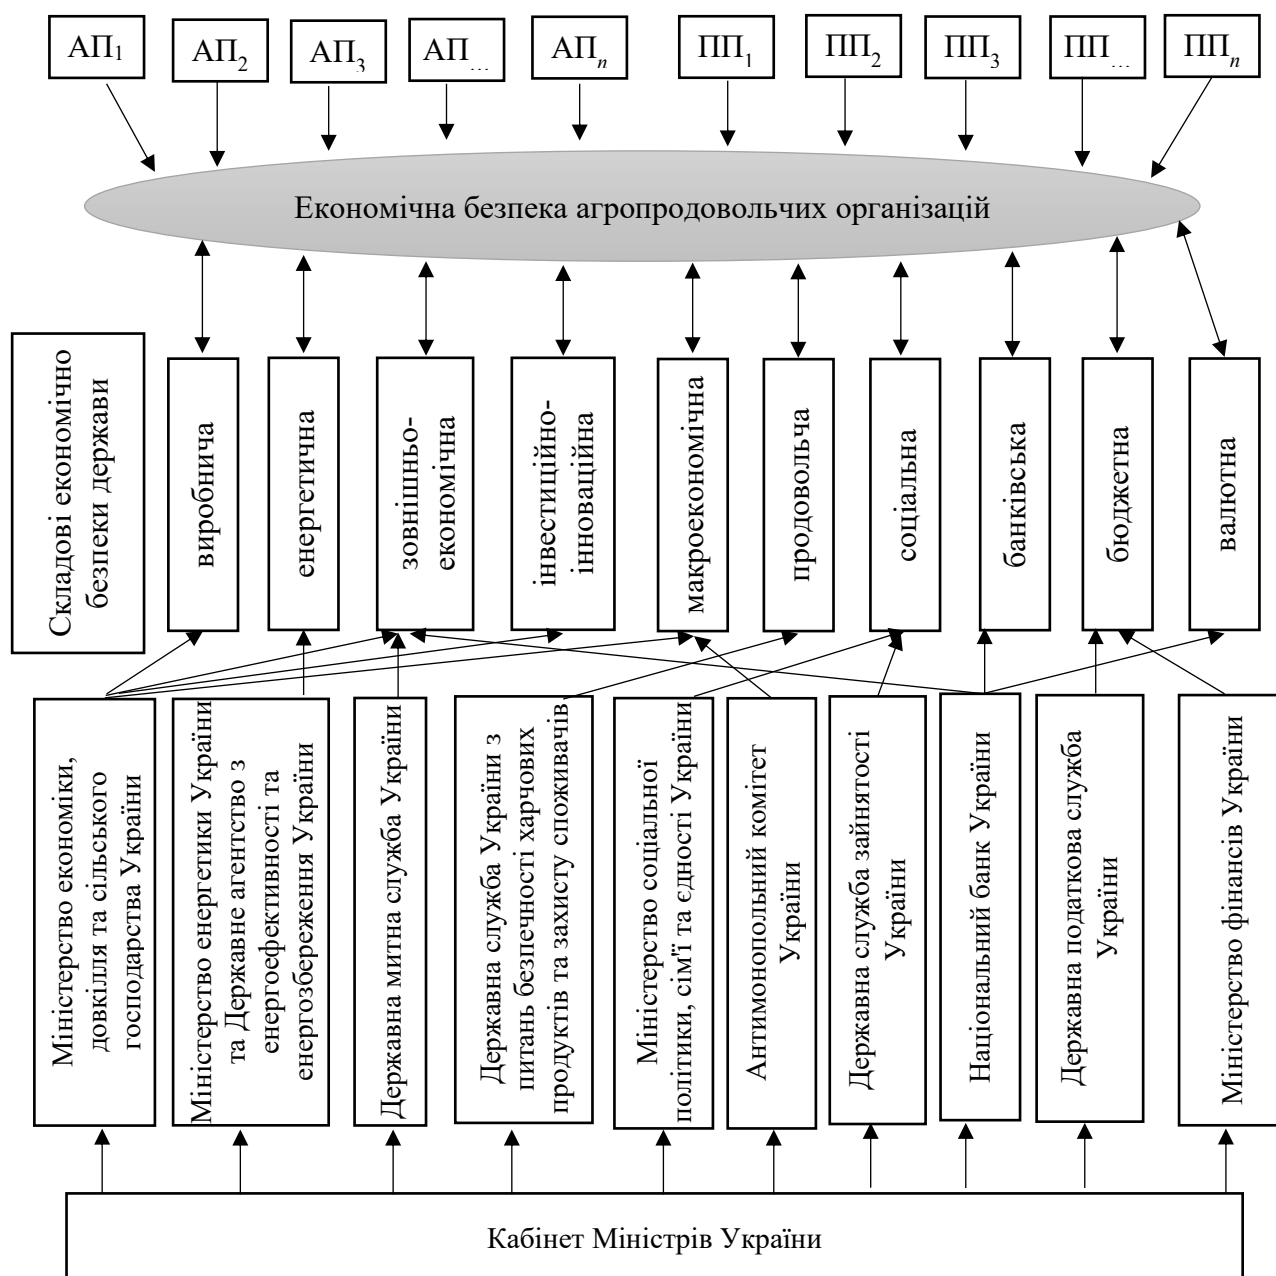 АП1
АП2
АП3
АП…
АПn
ПП1
ПП2
ПП3
ПП…
ППn
Економічна безпека агропродовольчих організацій
Складові економічно
безпеки держави
виробнича
енергетична
зовнішньо-
економічна
інвестиційно-
інноваційна
макроекономічна
продовольча
соціальна
банківська
бюджетна
валютна
Міністерство економіки,
довкілля та сільського
господарства України
Міністерство енергетики України
та Державне агентство з
енергоефективності та
енергозбереження України
Державна митна служба України
Державна служба України з
питань безпечності харчових
продуктів та захисту споживачів
Міністерство соціальної
політики, сім'ї та єдності України
Антимонопольний комітет
України
Державна служба зайнятості
України
Національний банк України
Державна податкова служба
України
Міністерство фінансів України
Кабінет Міністрів України